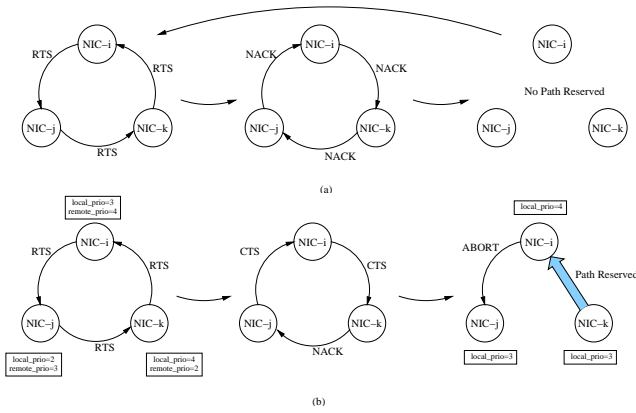 NIC−i
RTS
RTS
NIC−j
NIC−k
RTS
NIC−i
NACK
NACK
NIC−j
NIC−k
NACK
NIC−i
No Path Reserved
NIC−j
NIC−k
(a)
local_prio=3
remote_prio=4
NIC−i
RTS
RTS
NIC−j
NIC−k
RTS
local_prio=2
remote_prio=3
local_prio=4
remote_prio=2
NIC−i
CTS
CTS
NIC−j
NIC−k
NACK
local_prio=4
NIC−i
ABORT
Path Reserved
NIC−j
NIC−k
local_prio=3
local_prio=3
(b)